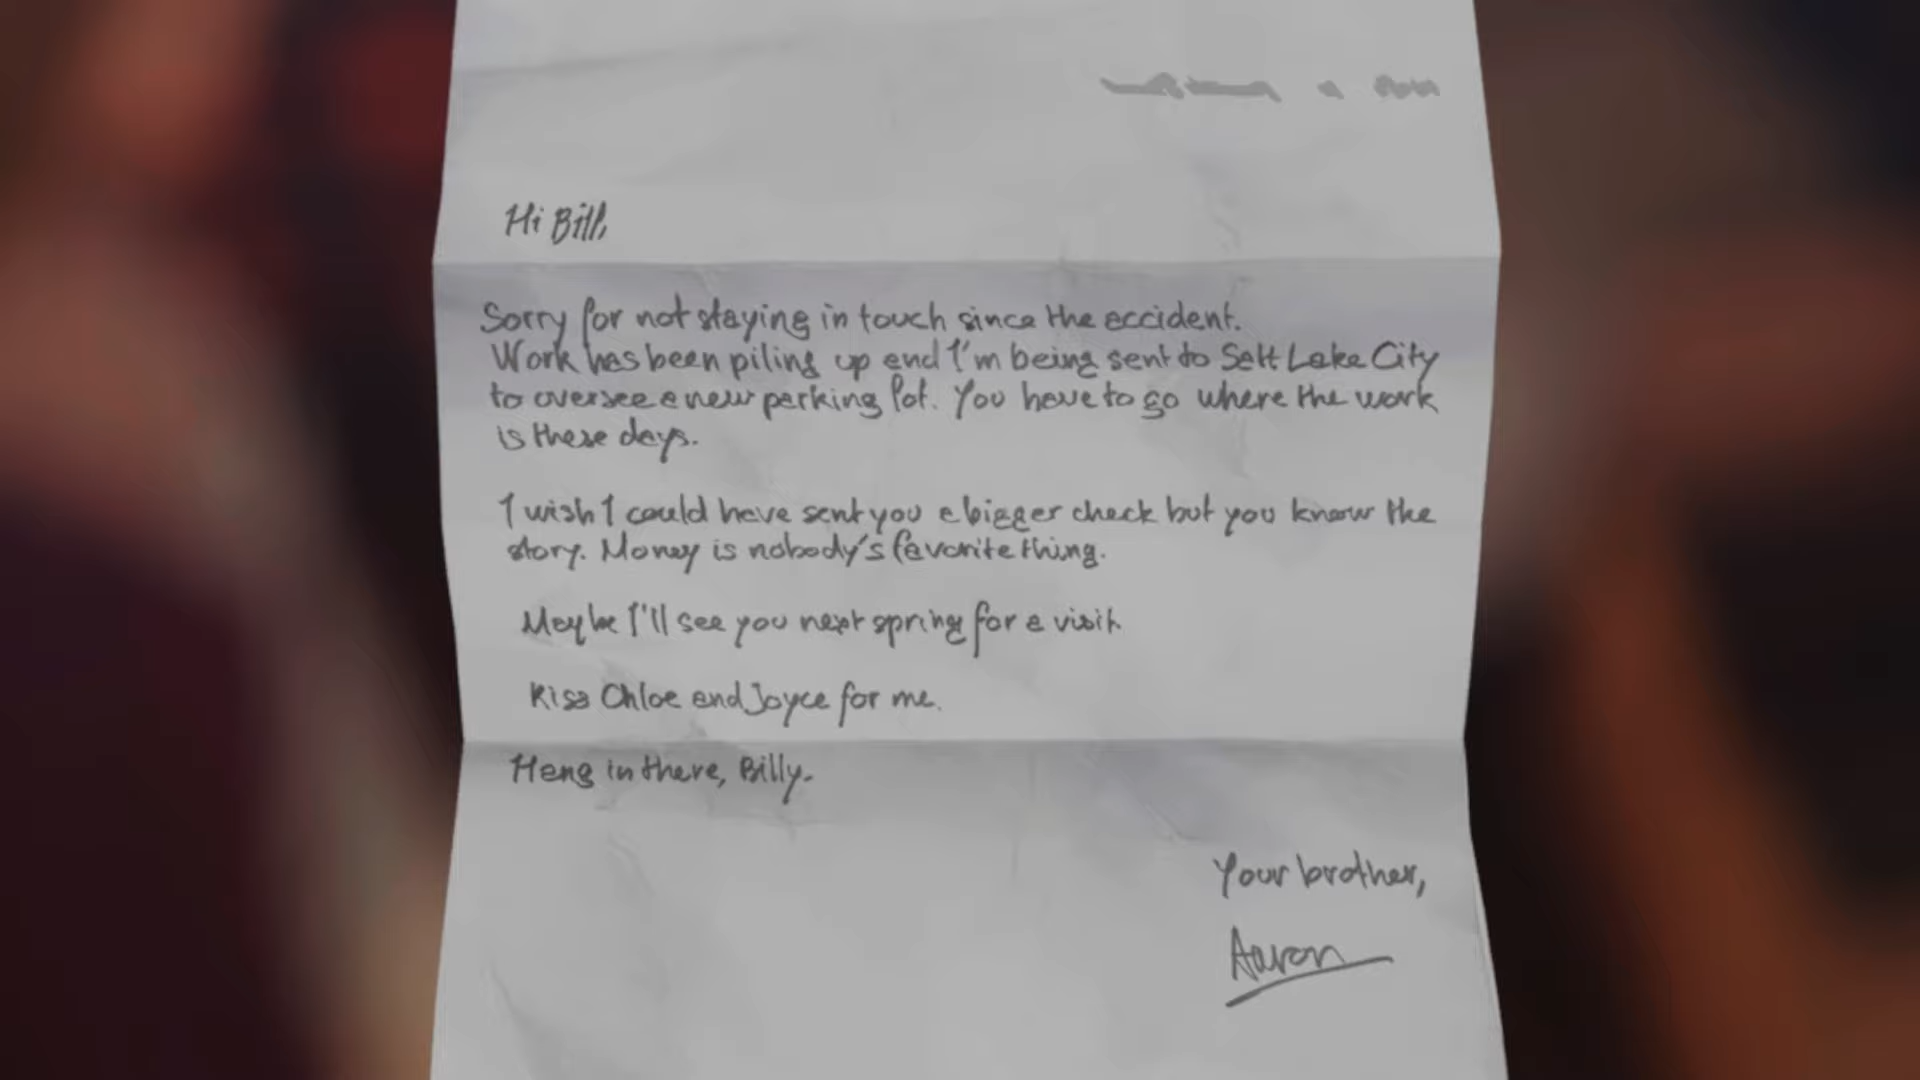 Hi Bill,
Sorry for not staying in touch since the accident.
Work has been piling up and I'm being sent to Salt Lake City
to oversee a new parking lot. You have to go where the work
is these days.
I wish I could have sent you a bigger check but you know the
story. Money is nobody's favorite thing.
Maybe I'll see you next spring for a visit.
Kiss Chloe and Joyce for me.
Hang in there, Billy.
Your brother,
Aaron